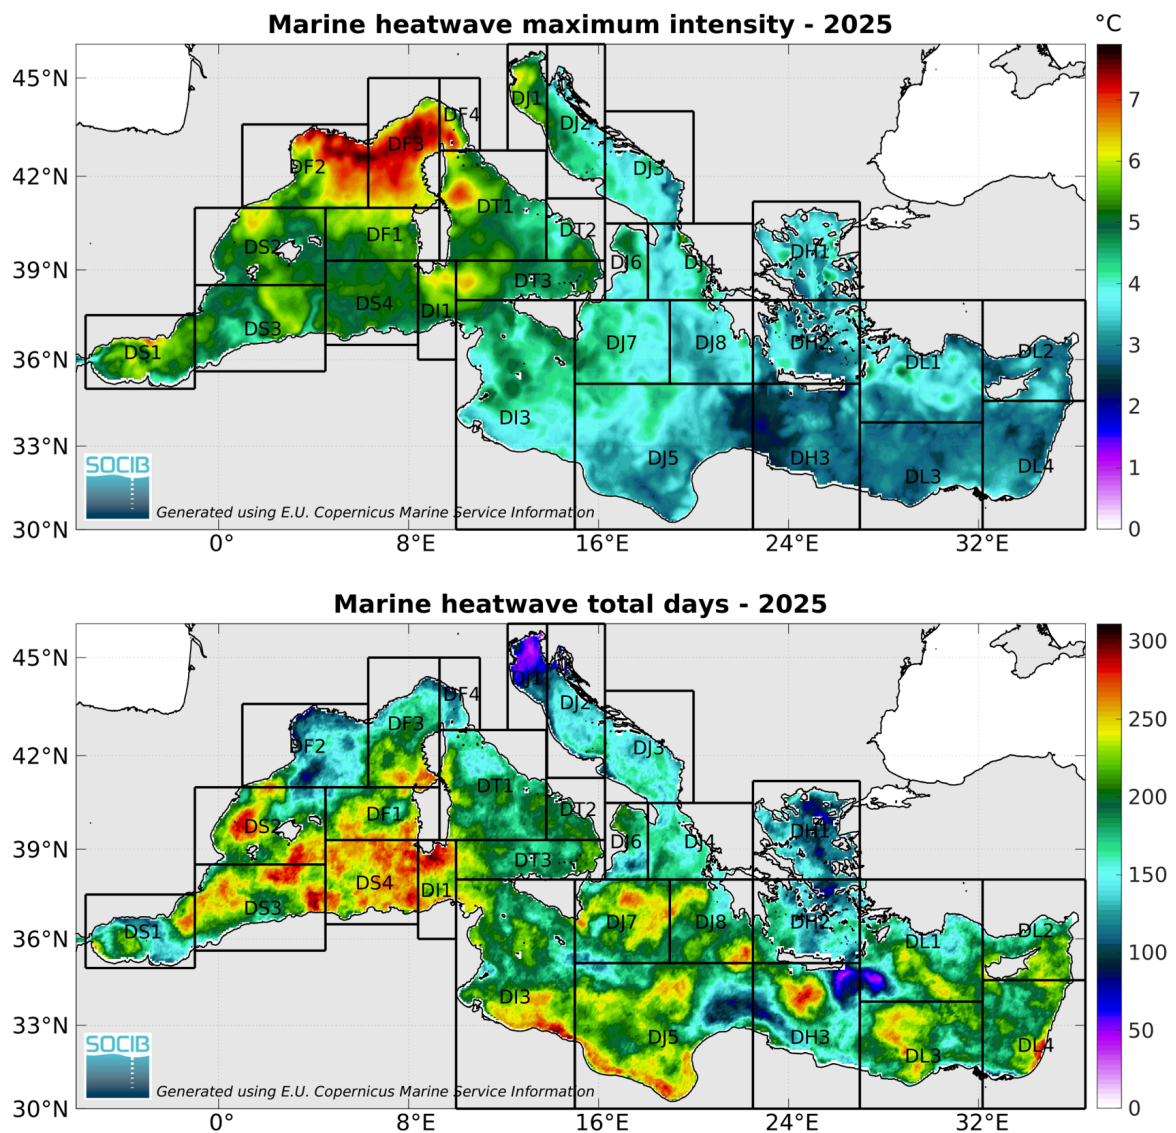 Marine heatwave maximum intensity - 2025
°C
45°N
42°N
39°N
36°N
33°N
30°N
0°
8°E
16°E
24°E
32°E
7
6
5
4
3
2
1
0
DJ1
DF4
DJ2
DF3
DF2
DJ3
DT1
DS2
DF1
DT2
DJ6
DJ4
DH1
DT3
DS4
DI1
DS3
DS1
DJ7
DJ8
DH2
DL1
DL2
DI3
DJ5
DH3
DL3
DL4
SOCIB
Generated using E.U. Copernicus Marine Service Information
Marine heatwave total days - 2025
45°N
42°N
39°N
36°N
33°N
30°N
0°
8°E
16°E
24°E
32°E
300
250
200
150
100
50
0
DJ1
DF4
DJ2
DF3
DF2
DJ3
DT1
DS2
DF1
DT2
DJ6
DJ4
DH1
DT3
DS4
DI1
DS3
DS1
DJ7
DJ8
DH2
DL1
DL2
DI3
DJ5
DH3
DL3
DL4
SOCIB
Generated using E.U. Copernicus Marine Service Information